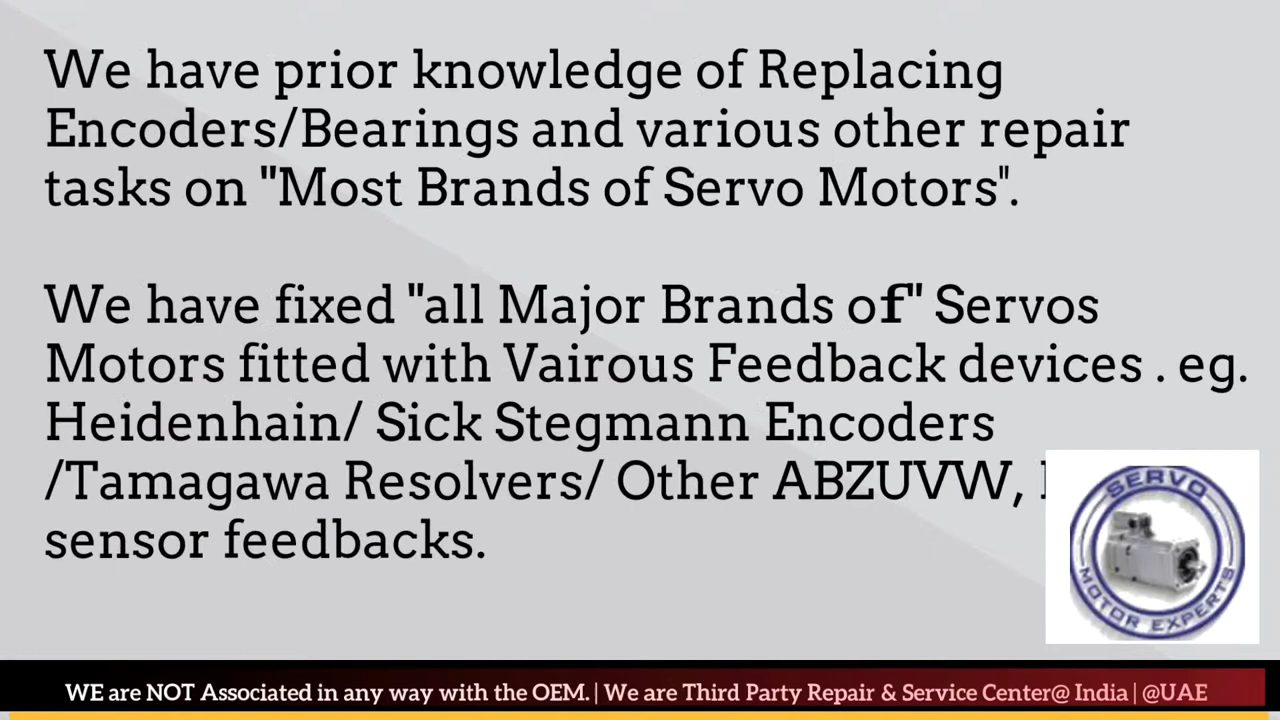 We have prior knowledge of Replacing
Encoders/Bearings and various other repair
tasks on "Most Brands of Servo Motors".
We have fixed "all Major Brands of" Servos
Motors fitted with Vairous Feedback devices . eg.
Heidenhain/ Sick Stegmann Encoders
/Tamagawa Resolvers/ Other ABZUVW,
sensor feedbacks.
SERVO
MOTOR EXPERTS
WE are NOT Associated in any way with the OEM. | We are Third Party Repair & Service Center@ India | @UAE